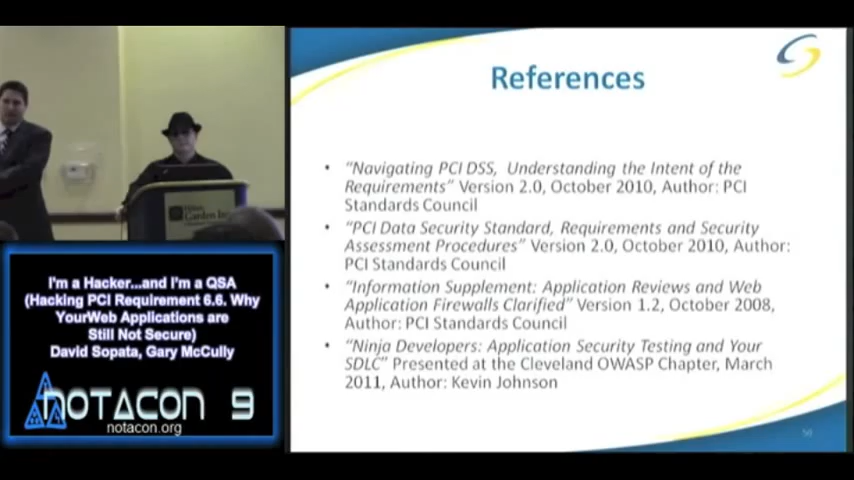 References
• "Navigating PCI DSS, Understanding the Intent of the
Requirements" Version 2.0, October 2010, Author: PCI
Standards Council
• "PCI Data Security Standard, Requirements and Security
Assessment Procedures" Version 2.0, October 2010, Author:
PCI Standards Council
• "Information Supplement: Application Reviews and Web
Application Firewalls Clarified" Version 1.2, October 2008,
Author: PCI Standards Council
• "Ninja Developers: Application Security Testing and Your
SDLC" Presented at the Cleveland OWASP Chapter, March
2011, Author: Kevin Johnson
Garden Inn
I'm a Hacker...and I'm a QSA
(Hacking PCI Requirement 6.6. Why
YourWeb Applications are
Still Not Secure)
David Sopata, Gary McCully
NOTACON 9
notacon.org